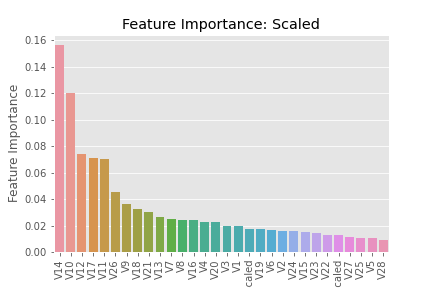 Feature Importance: Scaled
Feature Importance
0.16
0.14
0.12
0.10
0.08
0.06
0.04
0.02
0.00
V14
V10
V12
V17
V11
V26
V9
V18
V21
V13
V7
V8
V16
V4
V20
V3
V1
caled
V19
V6
V2
V24
V15
V23
V22
caled
V27
V25
V5
V28